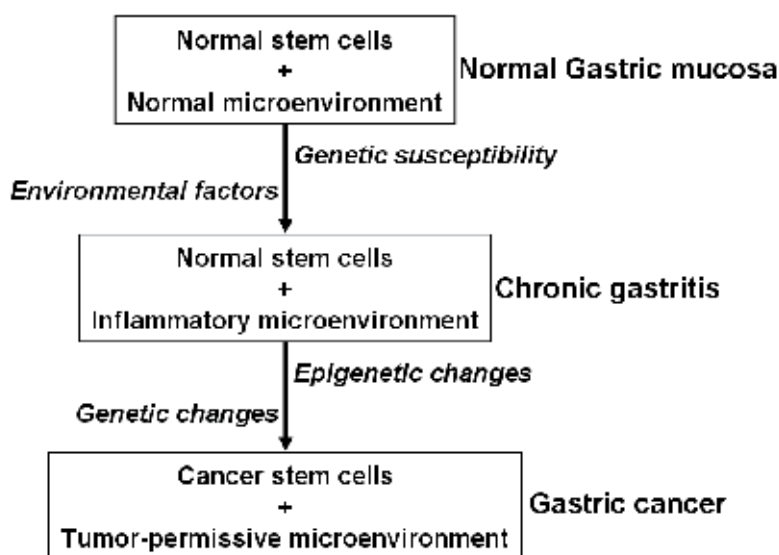 Normal stem cells
+
Normal microenvironment
Normal Gastric mucosa
Genetic susceptibility
Environmental factors
Normal stem cells
+
Inflammatory microenvironment
Chronic gastritis
Epigenetic changes
Genetic changes
Cancer stem cells
+
Tumor-permissive microenvironment
Gastric cancer